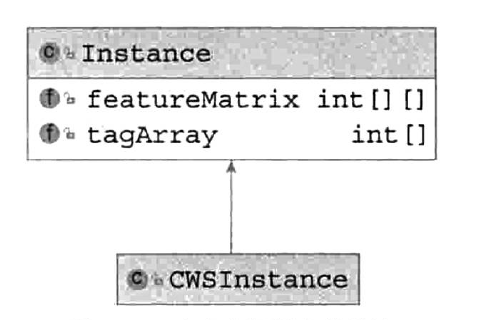 C Instance
f featureMatrix int[][]
f tagArray int[]
C CWSInstance